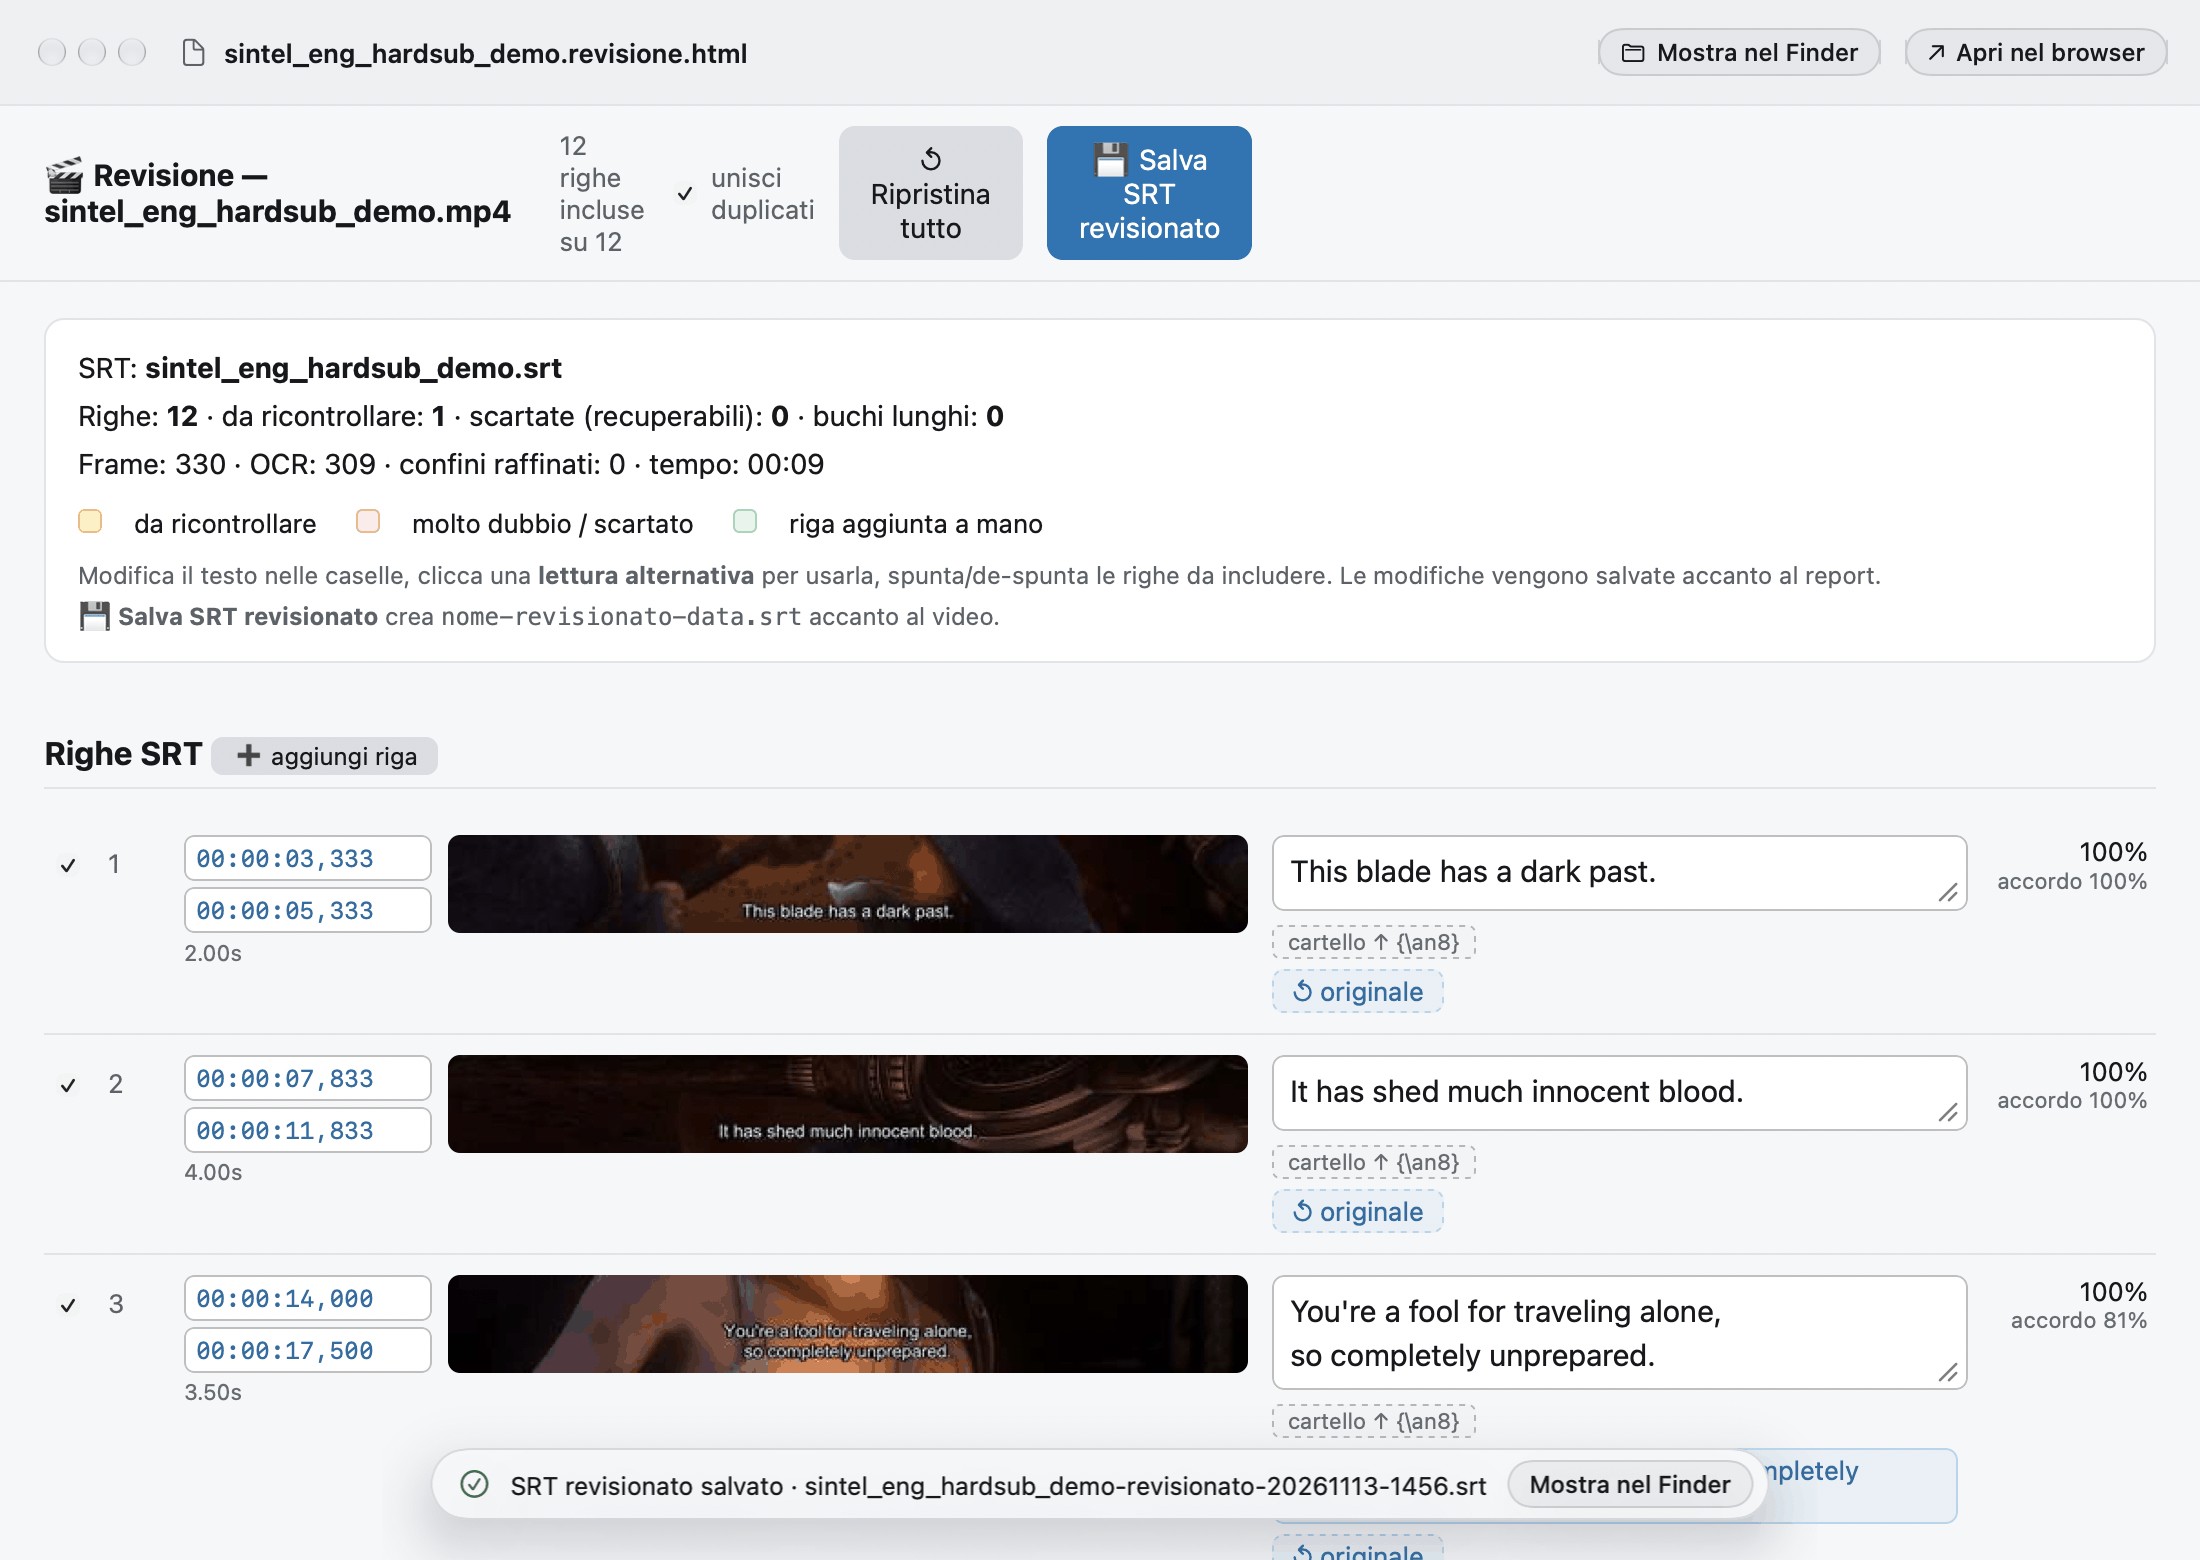 sintel_eng_hardsub_demo.revisione.html
Mostra nel Finder
Apri nel browser
🎬 Revisione —
sintel_eng_hardsub_demo.mp4
12
righe
incluse
su 12
✓ unisci
duplicati
Ripristina
tutto
💾 Salva
SRT
revisionato
SRT: sintel_eng_hardsub_demo.srt
Righe: 12 · da ricontrollare: 1 · scartate (recuperabili): 0 · buchi lunghi: 0
Frame: 330 · OCR: 309 · confini raffinati: 0 · tempo: 00:09
da ricontrollare
molto dubbio / scartato
riga aggiunta a mano
Modifica il testo nelle caselle, clicca una lettura alternativa per usarla, spunta/de-spunta le righe da includere. Le modifiche vengono salvate accanto al report.
💾 Salva SRT revisionato crea nome-revisionato-data.srt accanto al video.
Righe SRT
➕ aggiungi riga
✓ 1
00:00:03,333
00:00:05,333
2.00s
This blade has a dark past.
This blade has a dark past.
cartello ↑ {\an8}
↺ originale
100%
accordo 100%
✓ 2
00:00:07,833
00:00:11,833
4.00s
It has shed much innocent blood.
It has shed much innocent blood.
cartello ↑ {\an8}
↺ originale
100%
accordo 100%
✓ 3
00:00:14,000
00:00:17,500
3.50s
You're a fool for traveling alone,
so completely unprepared.
You're a fool for traveling alone,
so completely unprepared.
cartello ↑ {\an8}
100%
accordo 81%
SRT revisionato salvato · sintel_eng_hardsub_demo-revisionato-20261113-1456.srt
Mostra nel Finder
↺ originale